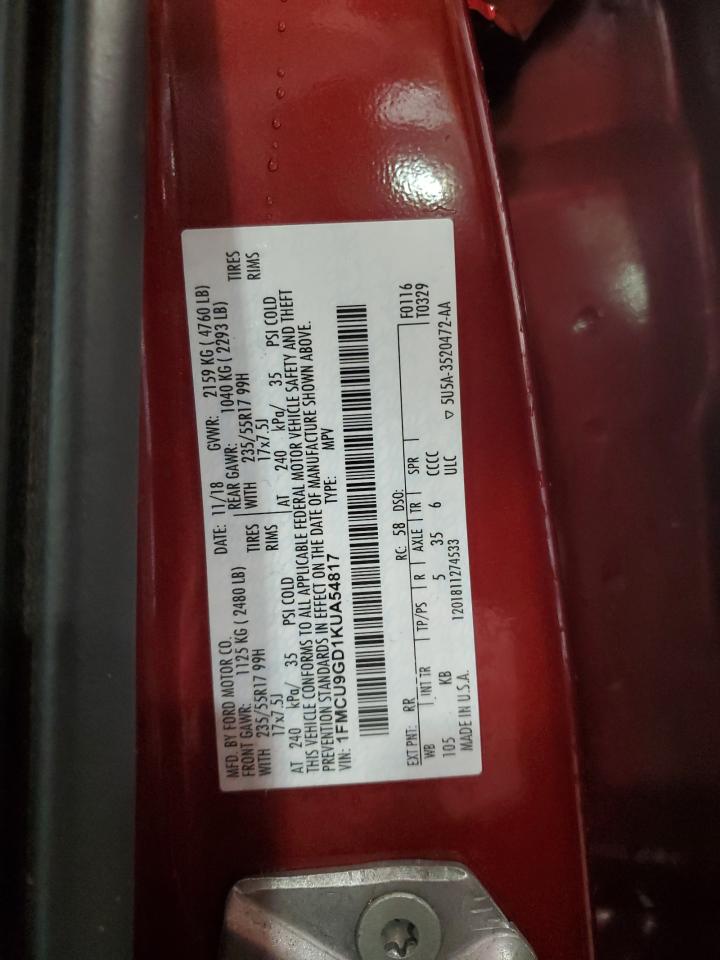 MFD. BY FORD MOTOR CO.
DATE: 11/18 GVWR: 2159 KG ( 4760 LB)
FRONT GAWR: 1125 KG ( 2480 LB) REAR GAWR: 1040 KG ( 2293 LB)
WITH 235/55R17 99H TIRES WITH 235/55R17 99H TIRES
17x7.5J RIMS 17x7.5J RIMS
AT 240 kPa/ 35 PSI COLD AT 240 kPa/ 35 PSI COLD
THIS VEHICLE CONFORMS TO ALL APPLICABLE FEDERAL MOTOR VEHICLE SAFETY AND THEFT
PREVENTION STANDARDS IN EFFECT ON THE DATE OF MANUFACTURE SHOWN ABOVE.
VIN: 1FMCU9GD1KUA54817 TYPE: MPV
EXT PNT: RR RC: 58 DSO: F0116
WB INT TR TP/PS R AXLE TR SPR T0329
105 KB 5 35 6 CCCC
MADE IN U.S.A. 1201811274533 ULC ▽ 5U5A-3520472-AA